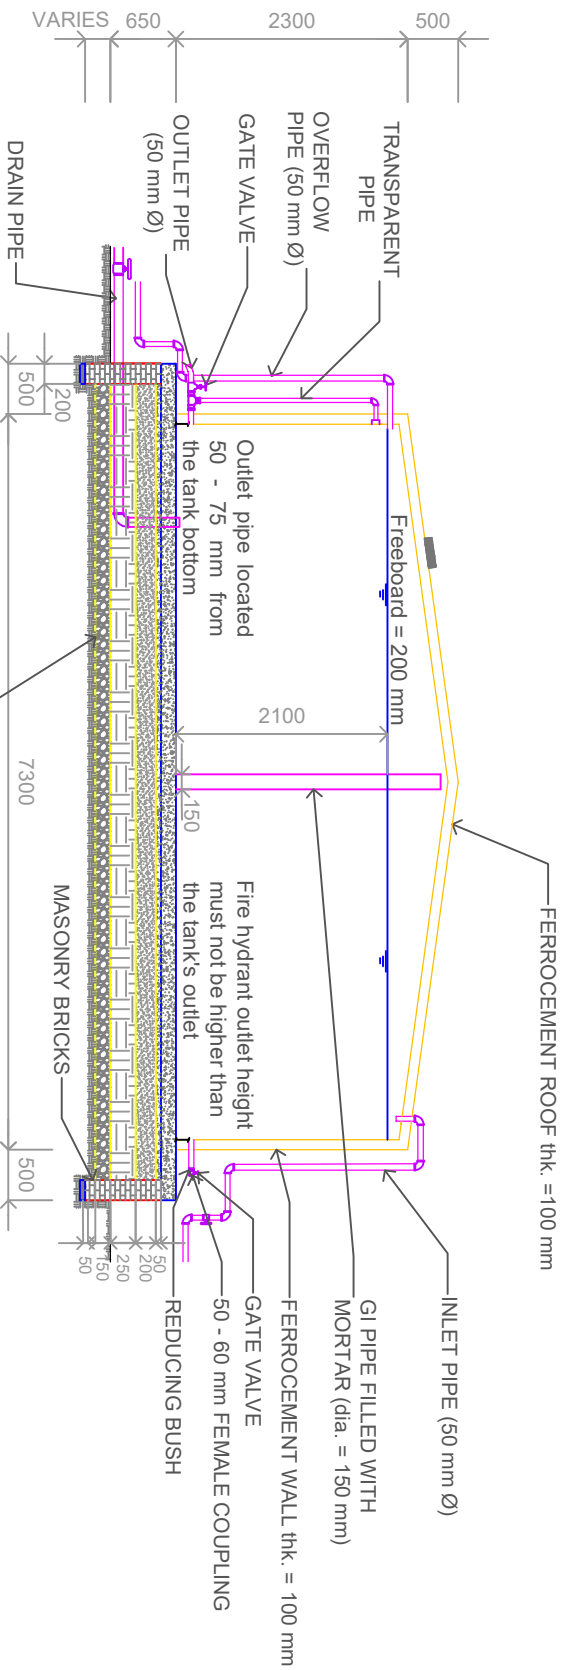 FERROCEMENT ROOF thk. =100 mm
INLET PIPE (50 mm Ø)
GI PIPE FILLED WITH
MORTAR (dia. = 150 mm)
FERROCEMENT WALL thk. = 100 mm
GATE VALVE
50 - 60 mm FEMALE COUPLING
REDUCING BUSH
TRANSPARENT
PIPE
OVERFLOW
PIPE (50 mm Ø)
GATE VALVE
OUTLET PIPE
(50 mm Ø)
DRAIN PIPE
Freeboard = 200 mm
Outlet pipe located
50 - 75 mm from
the tank bottom
Fire hydrant outlet height
must not be higher than
the tank's outlet
MASONRY BRICKS
500
2300
650
VARIES
2100
150
200
500
7300
500
50
200
250
150
50